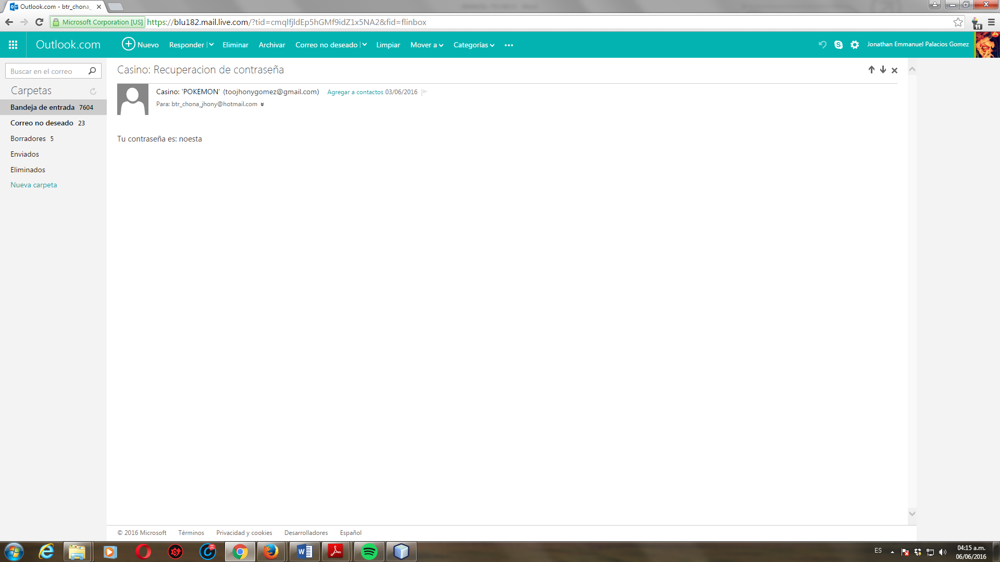 Outlook.com - btr_chona_
Microsoft Corporation [US] https://blu182.mail.live.com/?tid=cmqlfjldEp5hGMf9idZ1x5NA2&fid=flinbox
11
Outlook.com Nuevo Responder Eliminar Archivar Correo no deseado Limpiar Mover a Categorías Jonathan Emmanuel Palacios Gomez
Buscar en el correo
Carpetas
Bandeja de entrada 7604
Correo no deseado 23
Borradores 5
Enviados
Eliminados
Nueva carpeta
Casino: Recuperacion de contraseña
Casino: 'POKEMON' (toojhonygomez@gmail.com) Agregar a contactos 03/06/2016
Para: btr_chona_jhony@hotmail.com
Tu contraseña es: noesta
© 2016 Microsoft Términos Privacidad y cookies Desarrolladores Español
ES
04:15 a.m.
06/06/2016